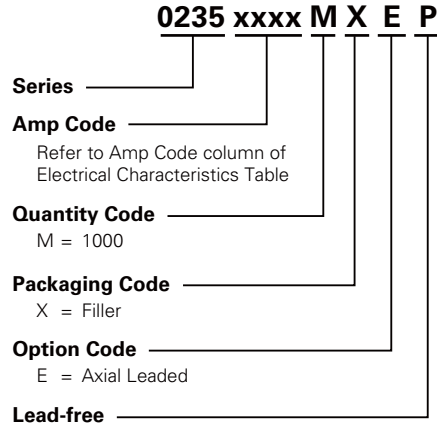 0235 xxxx M X E P
Series
Amp Code
Refer to Amp Code column of
Electrical Characteristics Table
Quantity Code
M = 1000
Packaging Code
X = Filler
Option Code
E = Axial Leaded
Lead-free